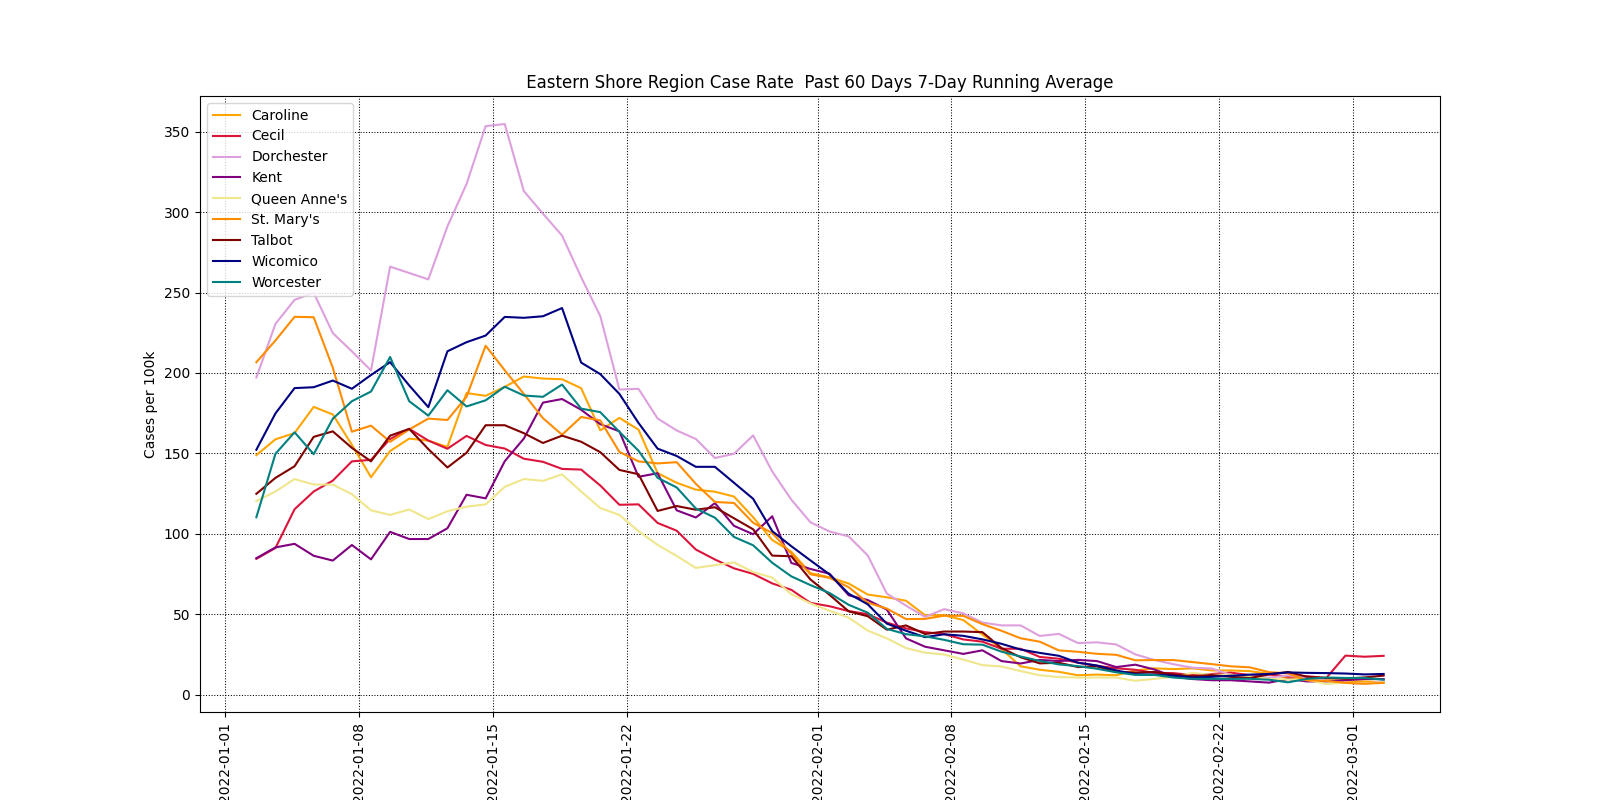 Eastern Shore Region Case Rate  Past 60 Days 7-Day Running Average
Cases per 100k
350
300
250
200
150
100
50
0
Caroline
Cecil
Dorchester
Kent
Queen Anne's
St. Mary's
Talbot
Wicomico
Worcester
2022-01-01
2022-01-08
2022-01-15
2022-01-22
2022-02-01
2022-02-08
2022-02-15
2022-02-22
2022-03-01